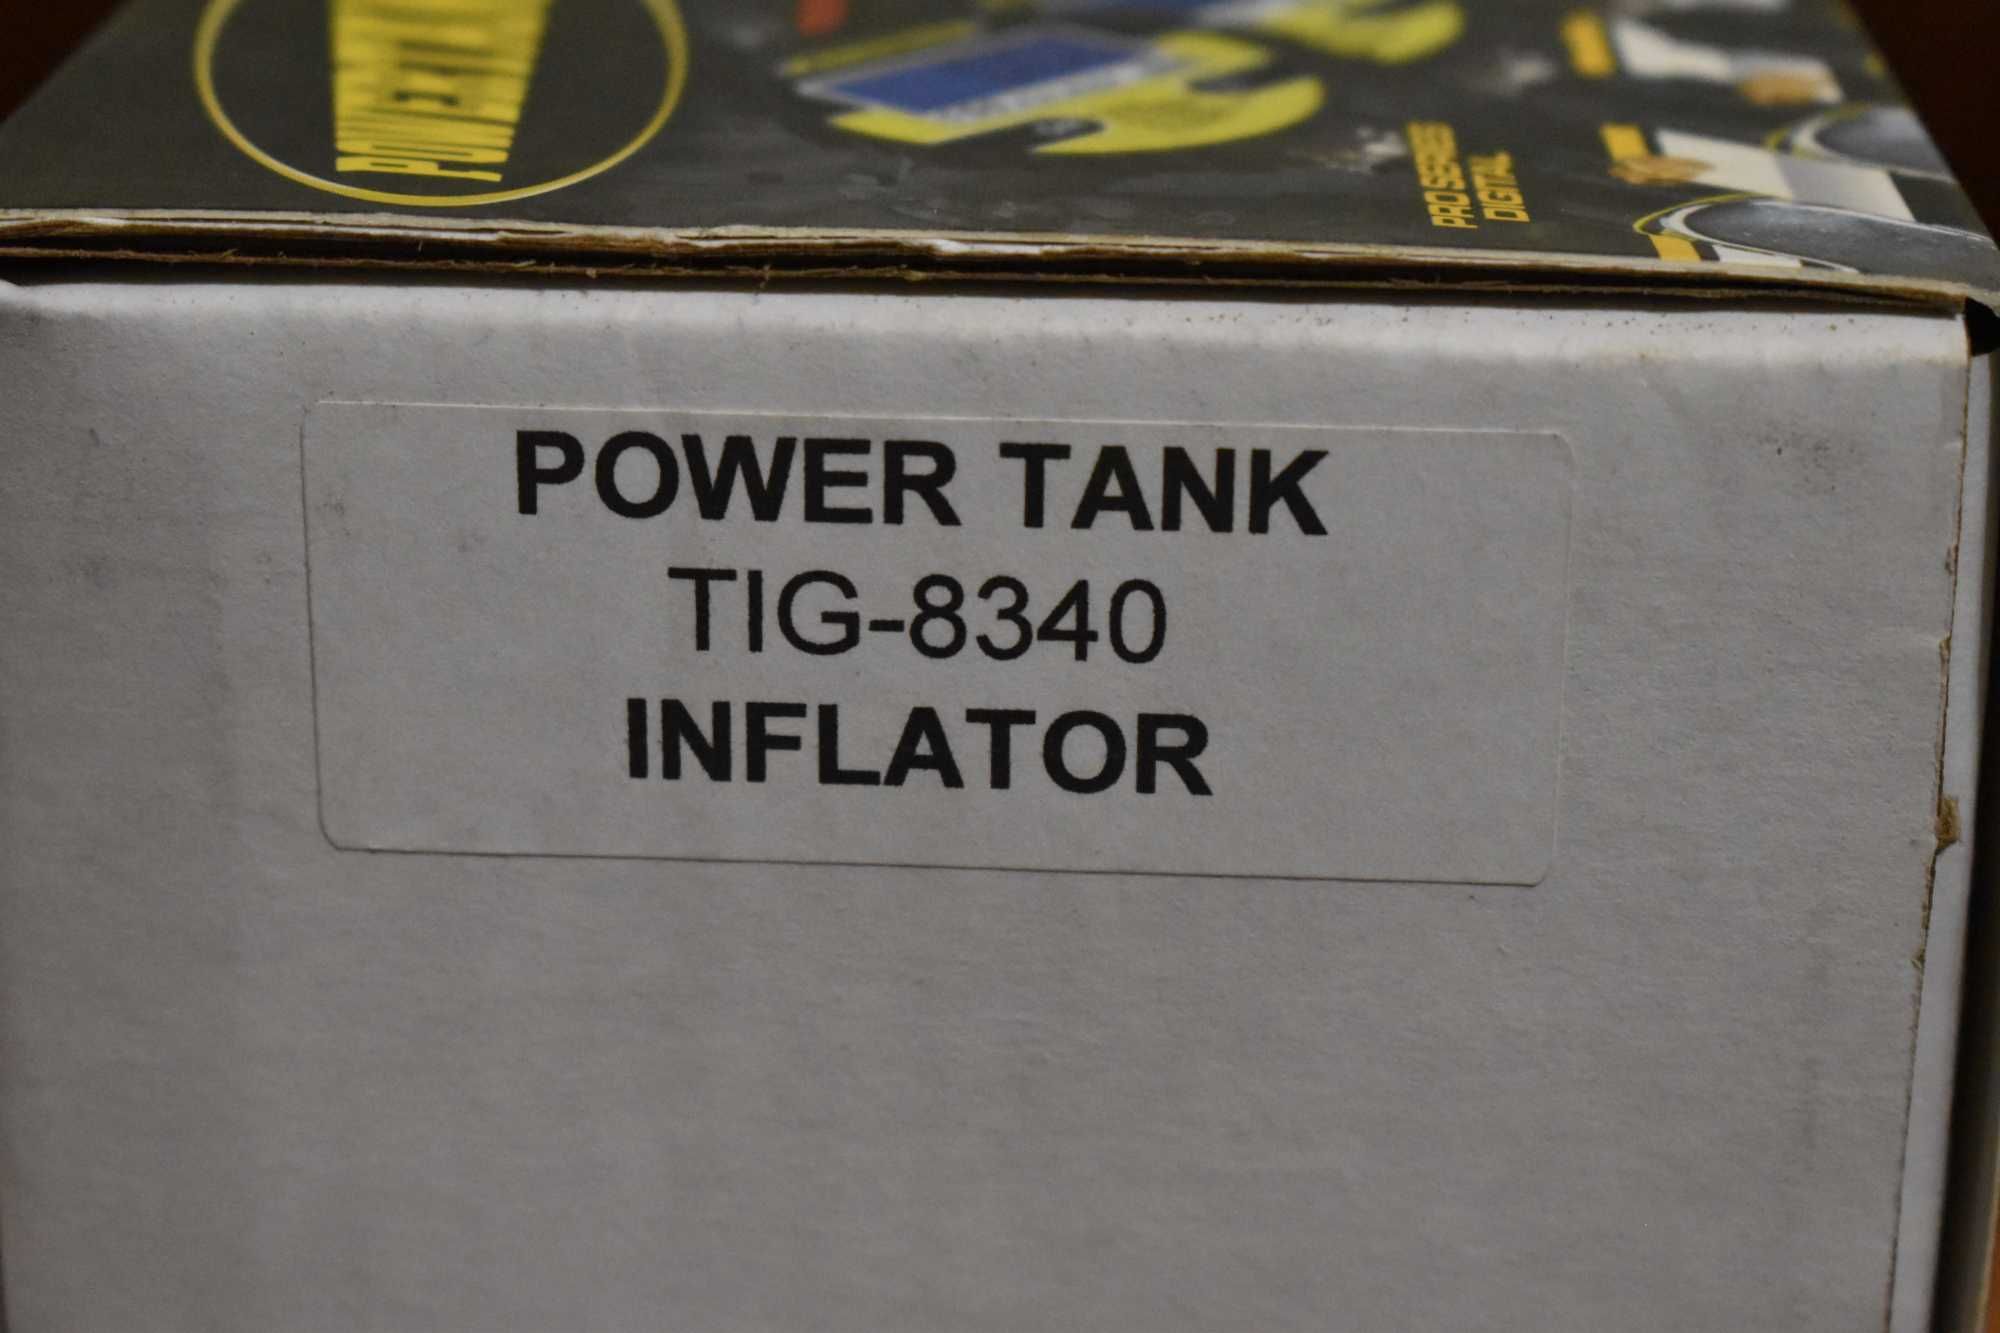 PRO SERIES
DIGITAL
POWER TANK
TIG-8340
INFLATOR